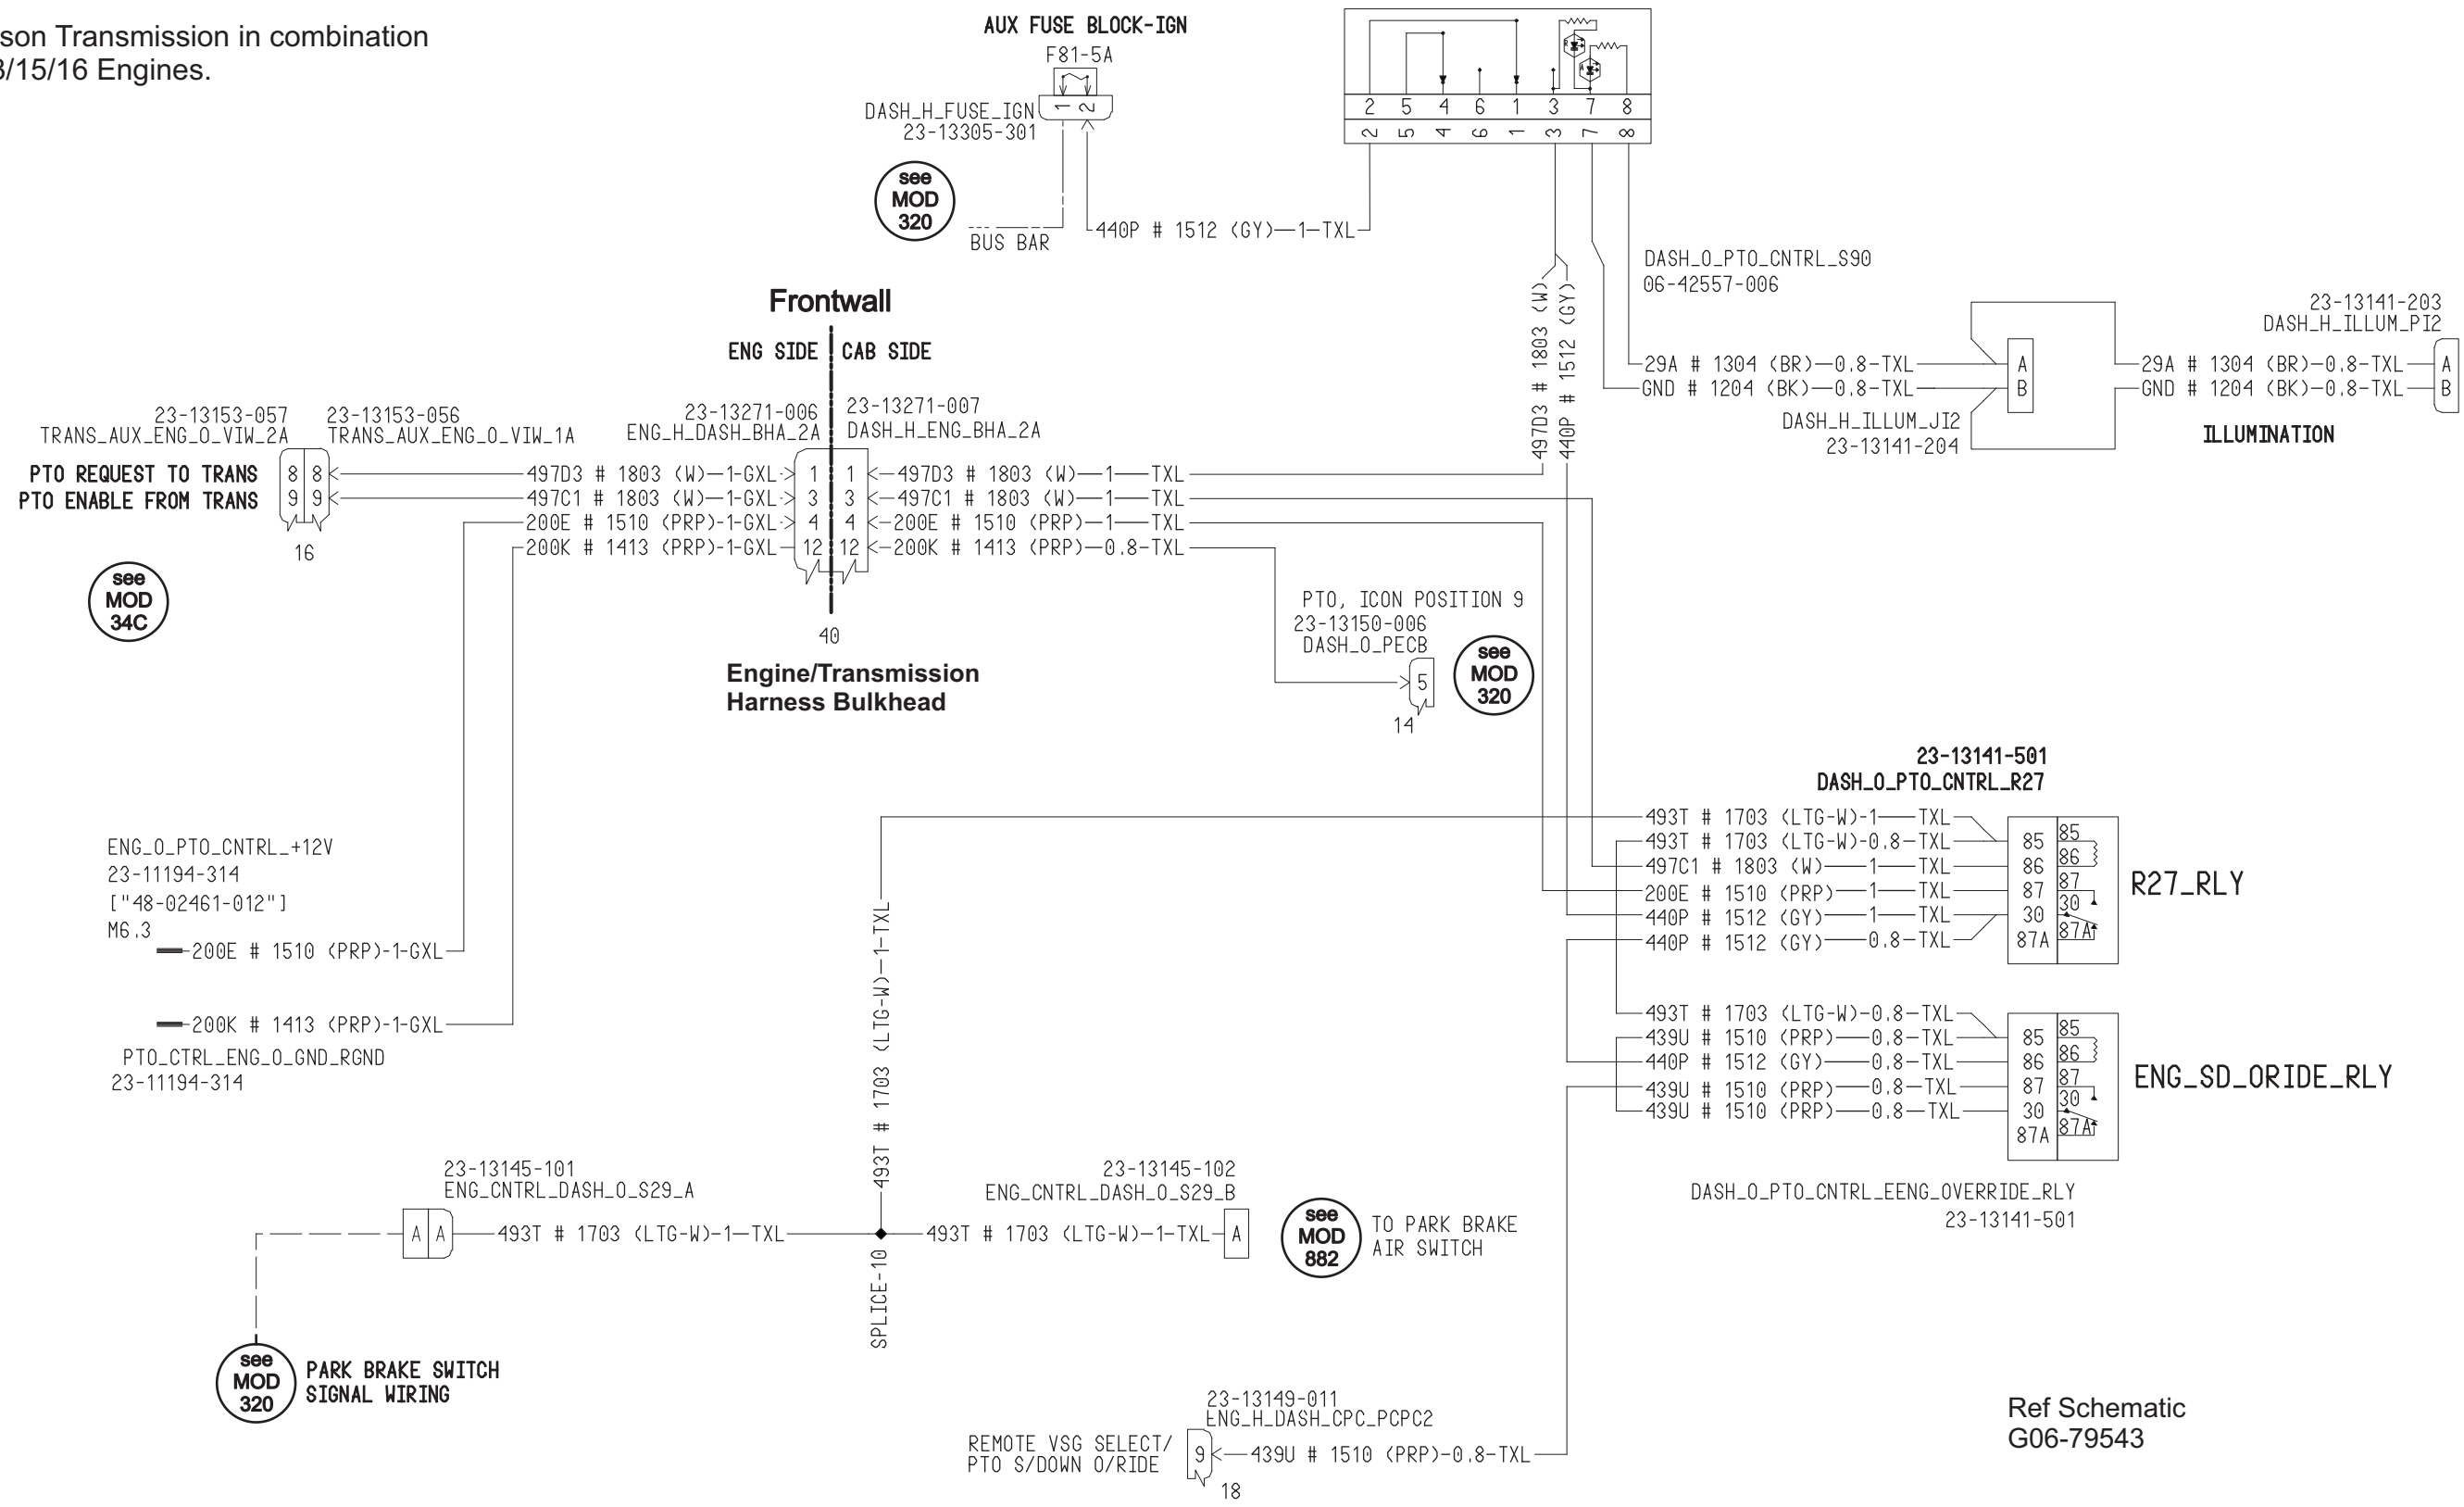 son Transmission in combination
3/15/16 Engines.
AUX FUSE BLOCK-IGN
F81-5A
DASH_H_FUSE_IGN
23-13305-301
1 2
see
MOD
320
BUS BAR
440P # 1512 (GY)—1—TXL
2 5 4 6 1 3 7 8
2 5 4 6 1 3 7 8
DASH_O_PTO_CNTRL_S90
06-42557-006
497D3 # 1803 (W)
440P # 1512 (GY)
23-13141-203
DASH_H_ILLUM_PI2
29A # 1304 (BR)—0.8-TXL
A
29A # 1304 (BR)—0.8-TXL
A
GND # 1204 (BK)—0.8-TXL
B
GND # 1204 (BK)—0.8-TXL
B
DASH_H_ILLUM_JI2
23-13141-204
ILLUMINATION
Frontwall
ENG SIDE
CAB SIDE
23-13153-057
23-13153-056
23-13271-006
23-13271-007
TRANS_AUX_ENG_O_VIW_2A
TRANS_AUX_ENG_O_VIW_1A
ENG_H_DASH_BHA_2A
DASH_H_ENG_BHA_2A
PTO REQUEST TO TRANS
8 8
497D3 # 1803 (W)—1-GXL
1 1
497D3 # 1803 (W)—1—TXL
PTO ENABLE FROM TRANS
9 9
497C1 # 1803 (W)—1-GXL
3 3
497C1 # 1803 (W)—1—TXL
200E # 1510 (PRP)-1-GXL
4 4
200E # 1510 (PRP)—1—TXL
16
200K # 1413 (PRP)-1-GXL
12 12
200K # 1413 (PRP)—0.8-TXL
see
MOD
34C
40
Engine/Transmission
Harness Bulkhead
PTO, ICON POSITION 9
23-13150-006
DASH_O_PECB
5
14
see
MOD
320
23-13141-501
DASH_O_PTO_CNTRL_R27
493T # 1703 (LTG-W)-1—TXL
493T # 1703 (LTG-W)-0.8—TXL
85
85
497C1 # 1803 (W)—1—TXL
86
86
200E # 1510 (PRP)—1—TXL
87
87
440P # 1512 (GY)—1—TXL
30
30
440P # 1512 (GY)—0.8—TXL
87A
87A
R27_RLY
ENG_O_PTO_CNTRL_+12V
23-11194-314
["48-02461-012"]
M6.3
200E # 1510 (PRP)-1-GXL
200K # 1413 (PRP)-1-GXL
PTO_CTRL_ENG_O_GND_RGND
23-11194-314
493T # 1703 (LTG-W)—1—TXL
493T # 1703 (LTG-W)-0.8-TXL
439U # 1510 (PRP)—0.8-TXL
85
85
440P # 1512 (GY)—0.8-TXL
86
86
439U # 1510 (PRP)—0.8—TXL
87
87
439U # 1510 (PRP)—0.8—TXL
30
30
87A
87A
ENG_SD_ORIDE_RLY
DASH_O_PTO_CNTRL_EENG_OVERRIDE_RLY
23-13141-501
23-13145-101
ENG_CNTRL_DASH_O_S29_A
A A
493T # 1703 (LTG-W)-1—TXL
SPLICE-10
23-13145-102
ENG_CNTRL_DASH_O_S29_B
493T # 1703 (LTG-W)—1-TXL
A
see
MOD
882
TO PARK BRAKE
AIR SWITCH
see
MOD
320
PARK BRAKE SWITCH
SIGNAL WIRING
23-13149-011
ENG_H_DASH_CPC_PCPC2
REMOTE VSG SELECT/
PTO S/DOWN O/RIDE
9
439U # 1510 (PRP)-0.8-TXL
18
Ref Schematic
G06-79543